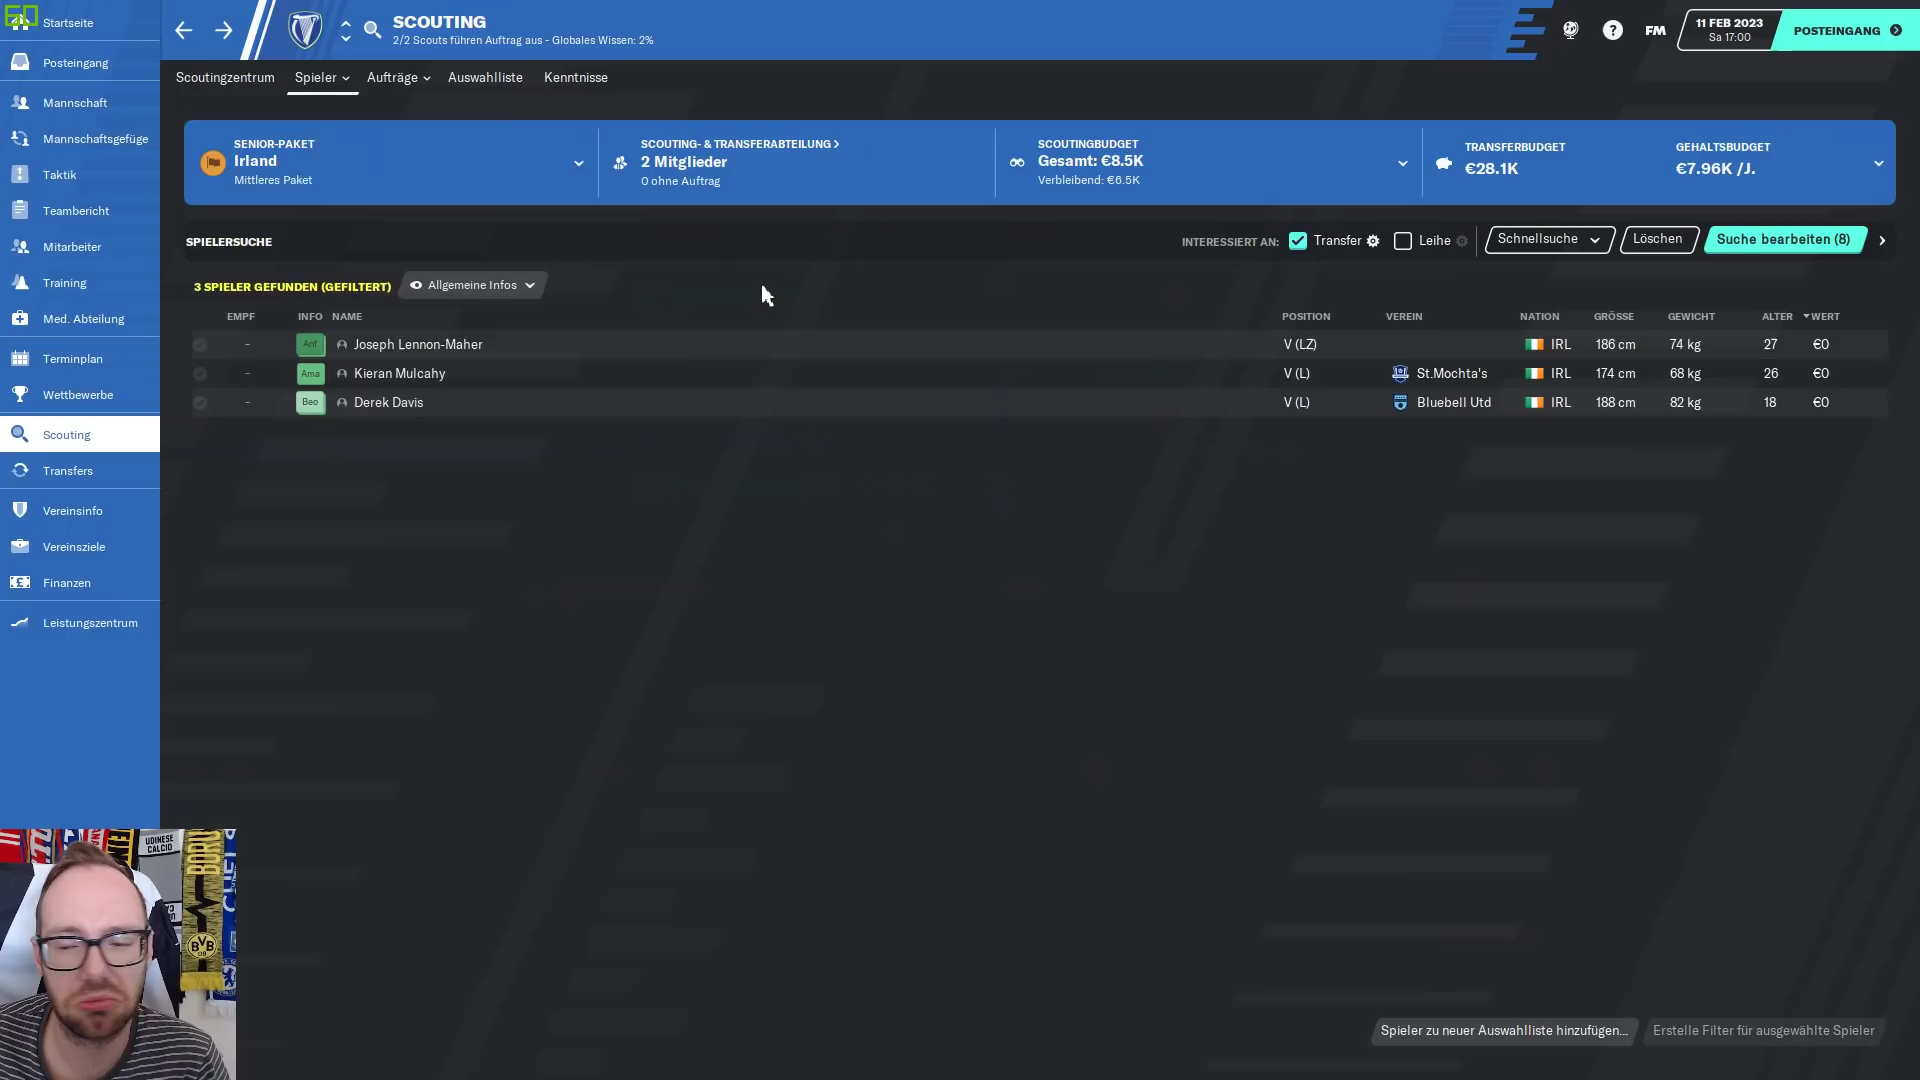 60
Startseite
Posteingang
Mannschaft
Mannschaftsgefüge
Taktik
Teambericht
Mitarbeiter
Training
Med. Abteilung
Terminplan
Wettbewerbe
Scouting
Transfers
Vereinsinfo
Vereinsziele
Finanzen
Leistungszentrum
SCOUTING
2/2 Scouts führen Auftrag aus - Globales Wissen: 2%
FM
11 FEB 2023
Sa 17:00
POSTEINGANG
Scoutingzentrum Spieler Aufträge Auswahlliste Kenntnisse
SENIOR-PAKET
Irland
Mittleres Paket
SCOUTING- & TRANSFERABTEILUNG
2 Mitglieder
0 ohne Auftrag
SCOUTINGBUDGET
Gesamt: €8.5K
Verbleibend: €6.5K
TRANSFERBUDGET
€28.1K
GEHALTSBUDGET
€7.96K /J.
SPIELERSUCHE
INTERESSIERT AN: Transfer Leihe Schnellsuche Löschen Suche bearbeiten (8)
3 SPIELER GEFUNDEN (GEFILTERT) Allgemeine Infos
EMPF INFO NAME POSITION VEREIN NATION GRÖSSE GEWICHT ALTER WERT
- Anf Joseph Lennon-Maher V (LZ) IRL 186 cm 74 kg 27 €0
- Ama Kieran Mulcahy V (L) St.Mochta's IRL 174 cm 68 kg 26 €0
- Beo Derek Davis V (L) Bluebell Utd IRL 188 cm 82 kg 18 €0
Spieler zu neuer Auswahlliste hinzufügen... Erstelle Filter für ausgewählte Spieler
UDINESE
CALCIO
BVB
09